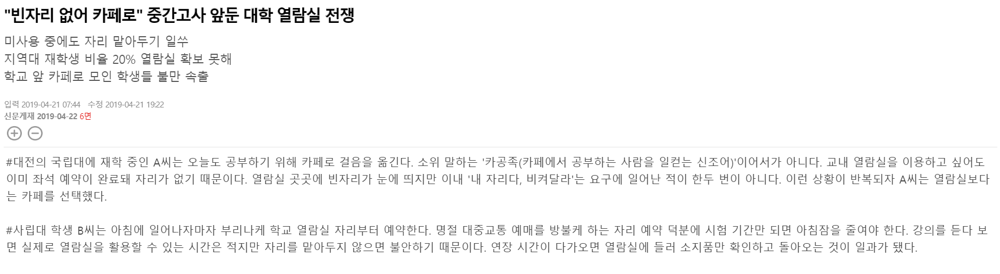 "빈자리 없어 카페로" 중간고사 앞둔 대학 열람실 전쟁
미사용 중에도 자리 맡아두기 일쑤
지역대 재학생 비율 20% 열람실 확보 못해
학교 앞 카페로 모인 학생들 불만 속출
입력 2019-04-21 07:44 수정 2019-04-21 19:22
신문게재 2019-04-22 6면
#대전의 국립대에 재학 중인 A씨는 오늘도 공부하기 위해 카페로 걸음을 옮긴다. 소위 말하는 '카공족(카페에서 공부하는 사람을 일컫는 신조어)'이어서가 아니다. 교내 열람실을 이용하고 싶어도
이미 좌석 예약이 완료돼 자리가 없기 때문이다. 열람실 곳곳에 빈자리가 눈에 띄지만 이내 '내 자리다, 비켜달라'는 요구에 일어난 적이 한두 번이 아니다. 이런 상황이 반복되자 A씨는 열람실보다
는 카페를 선택했다.
#사립대 학생 B씨는 아침에 일어나자마자 부리나케 학교 열람실 자리부터 예약한다. 명절 대중교통 예매를 방불케 하는 자리 예약 덕분에 시험 기간만 되면 아침잠을 줄여야 한다. 강의를 듣다 보
면 실제로 열람실을 활용할 수 있는 시간은 적지만 자리를 맡아두지 않으면 불안하기 때문이다. 연장 시간이 다가오면 열람실에 들러 소지품만 확인하고 돌아오는 것이 일과가 됐다.